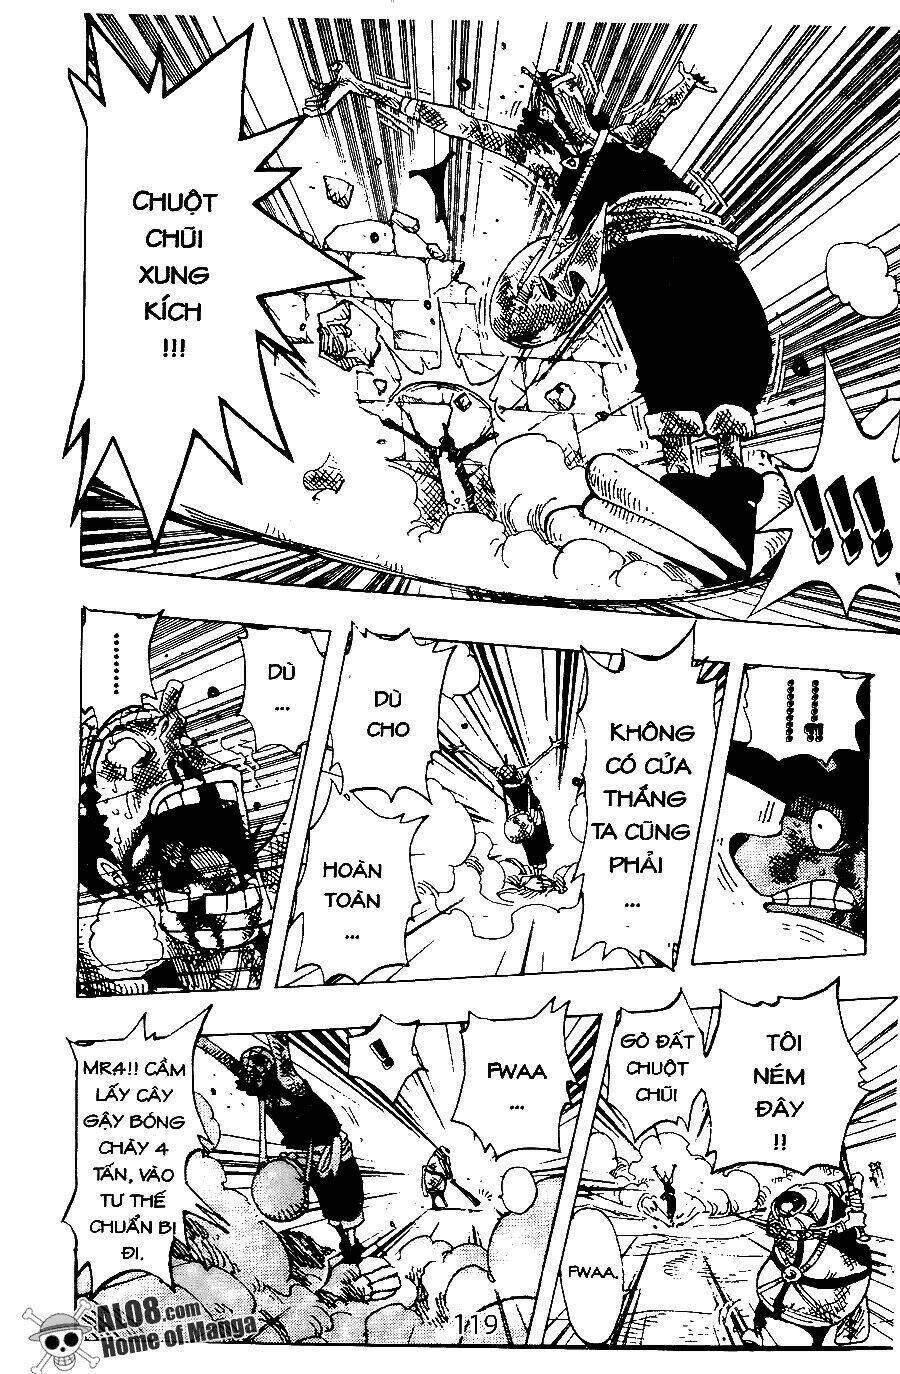 CHUỘT
CHŨI
XUNG
KÍCH
!!!
!!!
.........
DÙ
...
DÙ
CHO
HOÀN
TOÀN
...
KHÔNG
CÓ CỬA
THẮNG
TA CŨNG
PHẢI
...
MR4!! CẦM
LẤY CÂY
GẬY BÓNG
CHÀY 4
TẤN, VÀO
TƯ THẾ
CHUẨN BỊ
ĐI.
!!
FWAA
...
GÒ ĐẤT
CHUỘT
CHŨI
FWAA.
TÔI
NÉM
ĐÂY
!!
119
AL08.com
Home of Manga